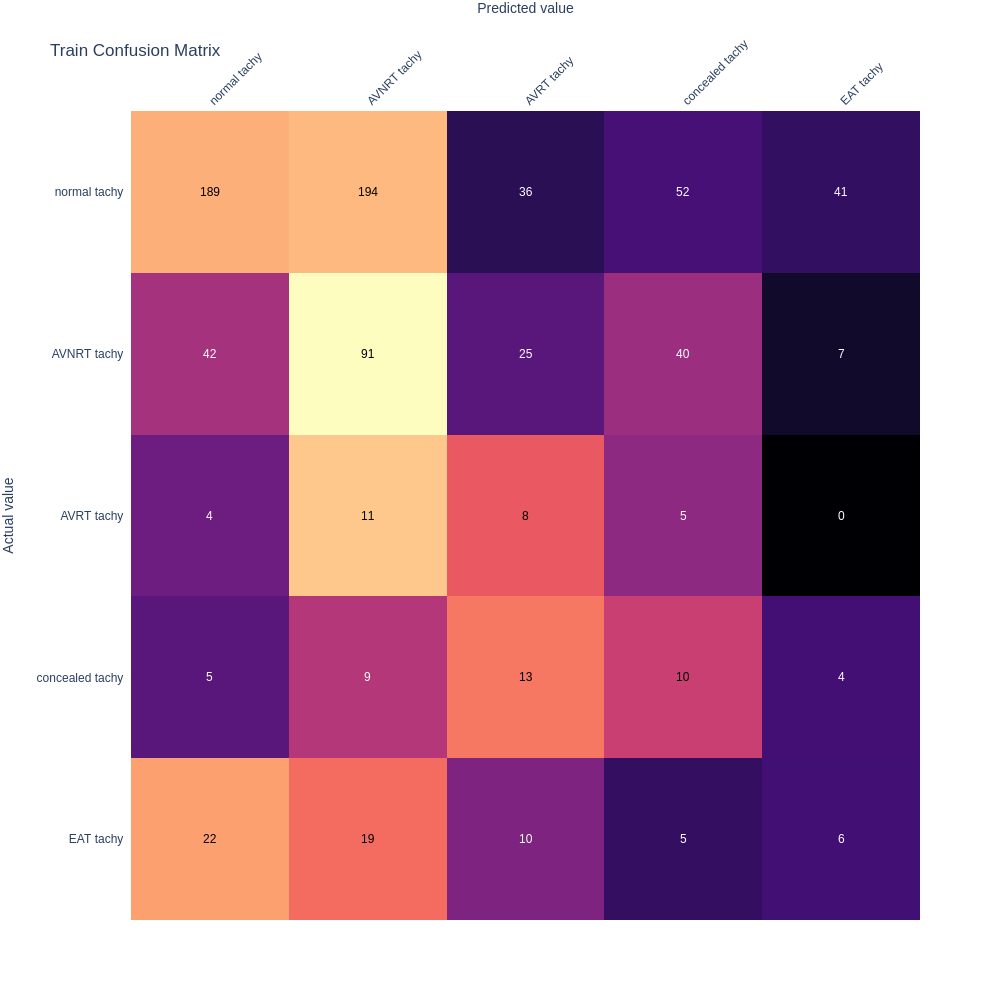 Predicted value
Train Confusion Matrix
normal tachy
AVNRT tachy
AVRT tachy
concealed tachy
EAT tachy
Actual value
normal tachy 189 194 36 52 41
AVNRT tachy 42 91 25 40 7
AVRT tachy 4 11 8 5 0
concealed tachy 5 9 13 10 4
EAT tachy 22 19 10 5 6